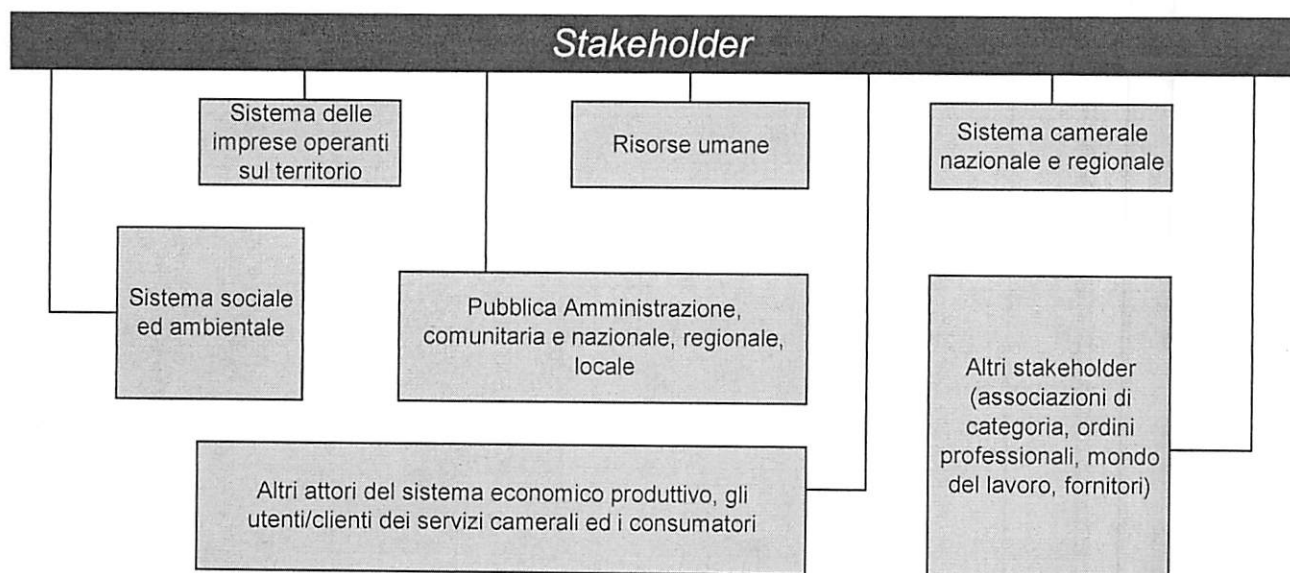 Stakeholder
Sistema delle
imprese operanti
sul territorio
Risorse umane
Sistema camerale
nazionale e regionale
Sistema sociale
ed ambientale
Pubblica Amministrazione,
comunitaria e nazionale, regionale,
locale
Altri stakeholder
(associazioni di
categoria, ordini
professionali, mondo
del lavoro, fornitori)
Altri attori del sistema economico produttivo, gli
utenti/clienti dei servizi camerali ed i consumatori